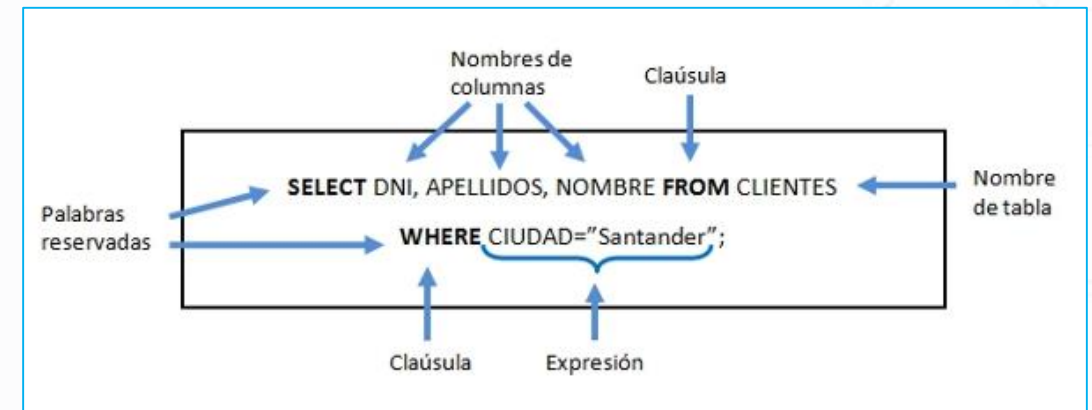 Nombres de
columnas
Claúsula
SELECT DNI, APELLIDOS, NOMBRE FROM CLIENTES
Nombre
de tabla
Palabras
reservadas
WHERE CIUDAD=”Santander”;
Claúsula
Expresión